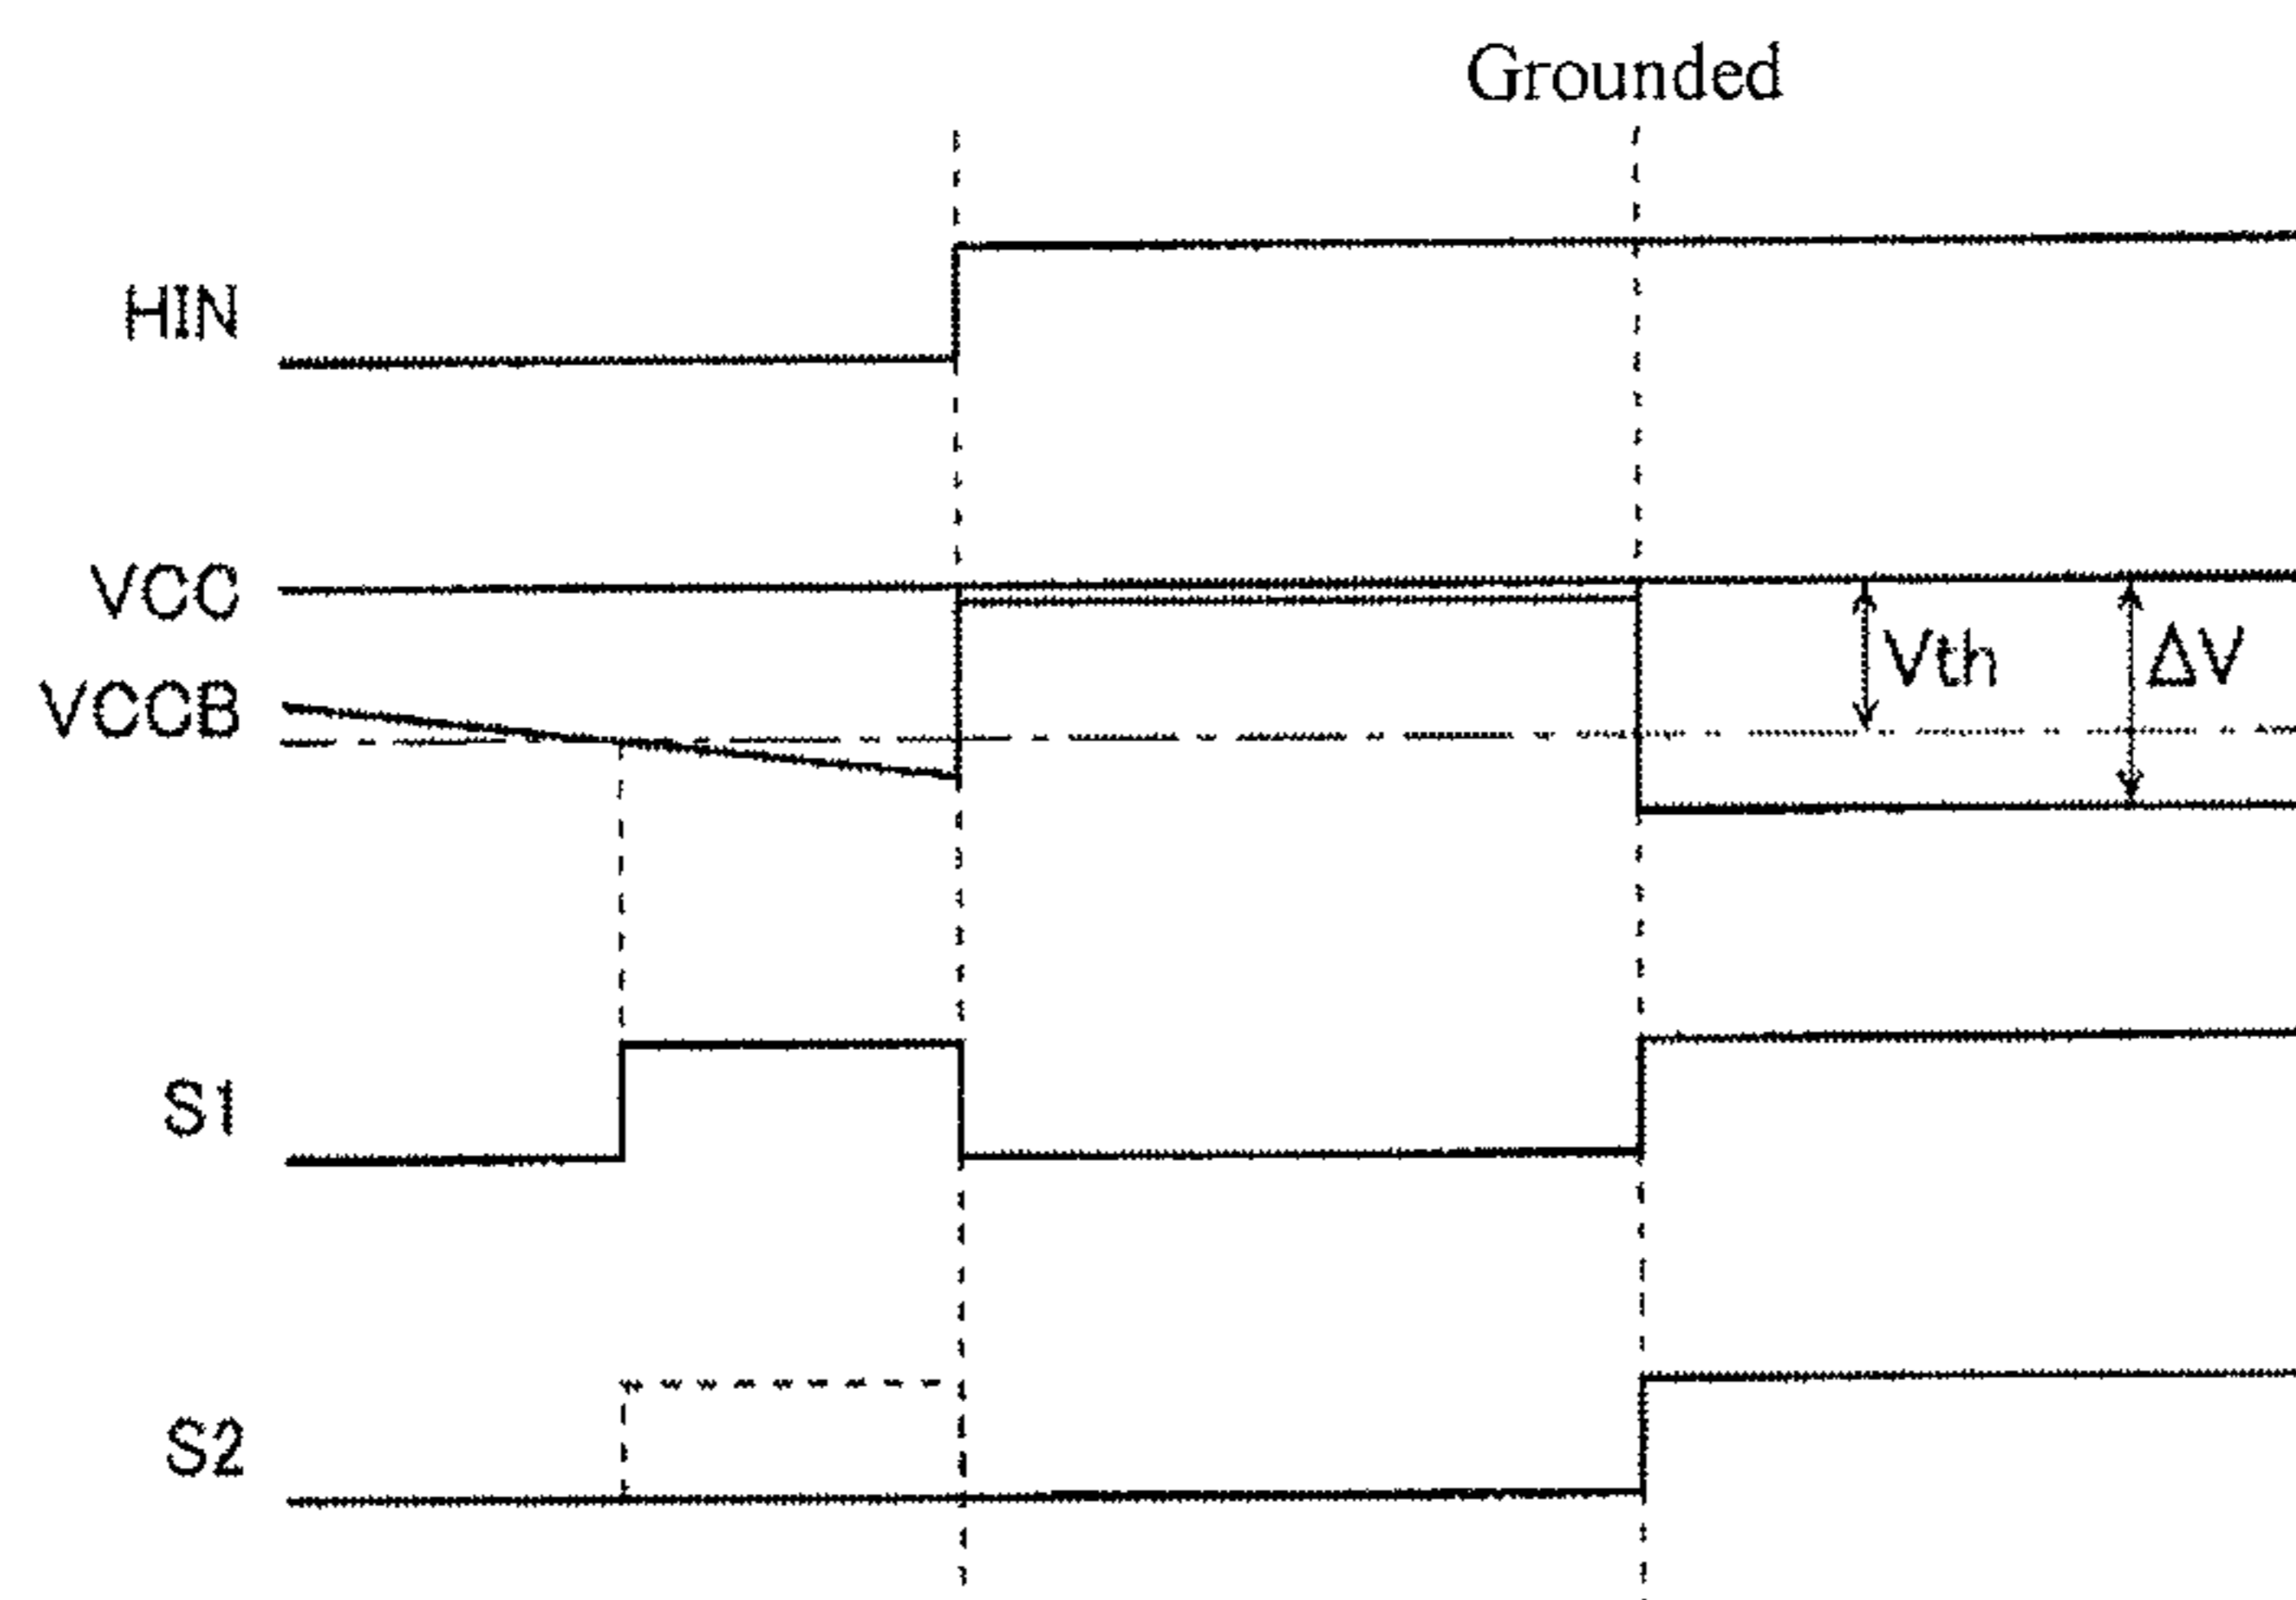 Grounded
HIN
VCC
Vth
ΔV
VCCB
S1
S2